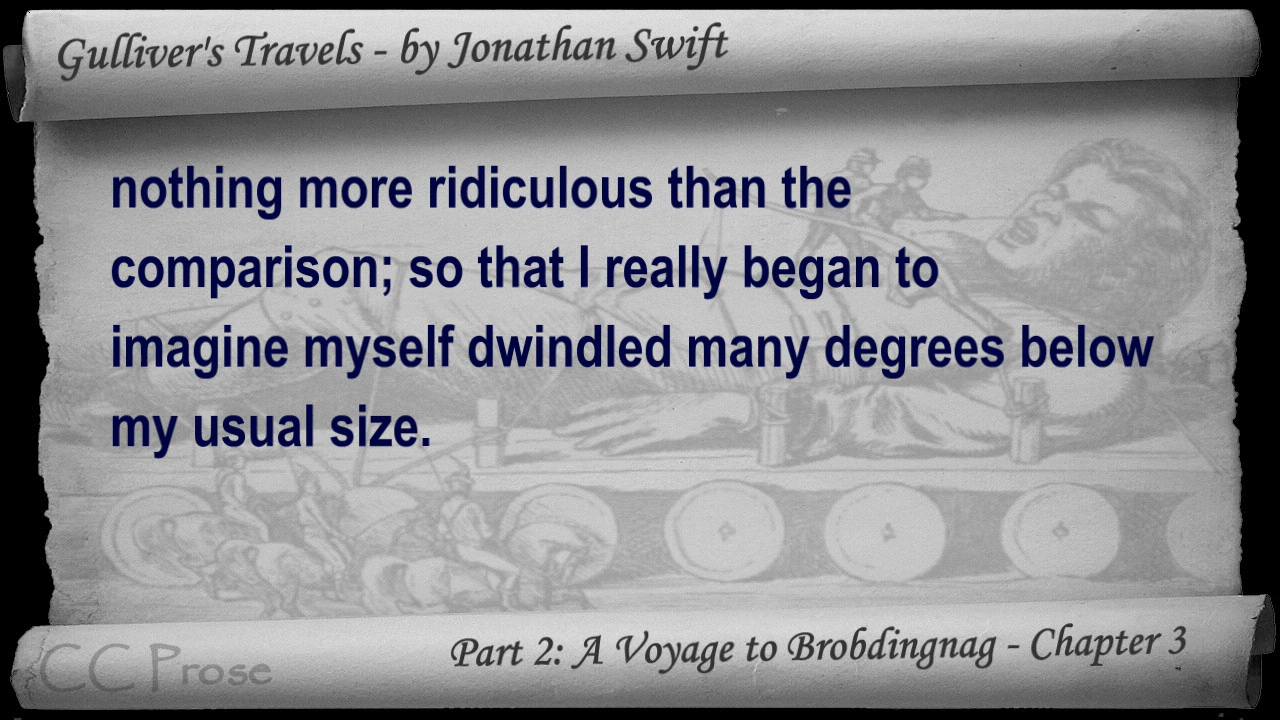 Gulliver's Travels - by Jonathan Swift
nothing more ridiculous than the
comparison; so that I really began to
imagine myself dwindled many degrees below
my usual size.
CC Prose
Part 2: A Voyage to Brobdingnag - Chapter 3